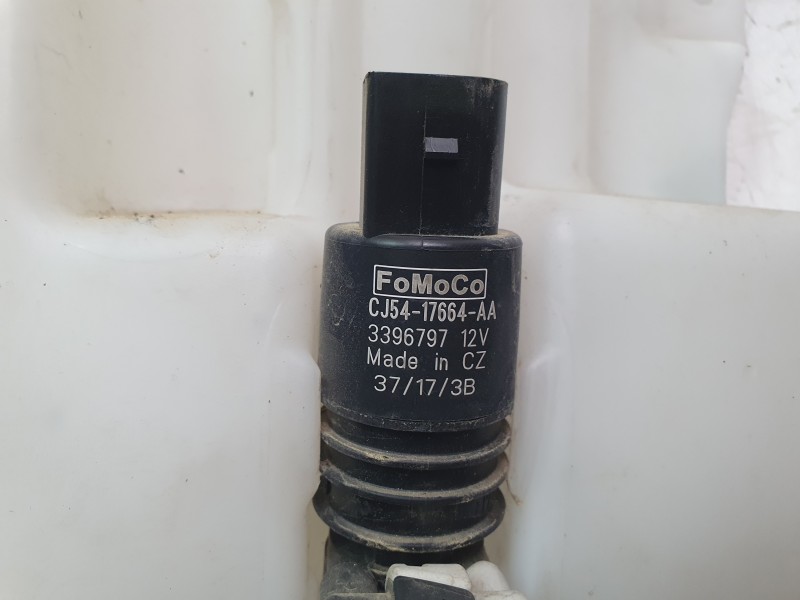 FoMoCo
CJ54-17664-AA
3396797 12V
Made in CZ
37/17/3B